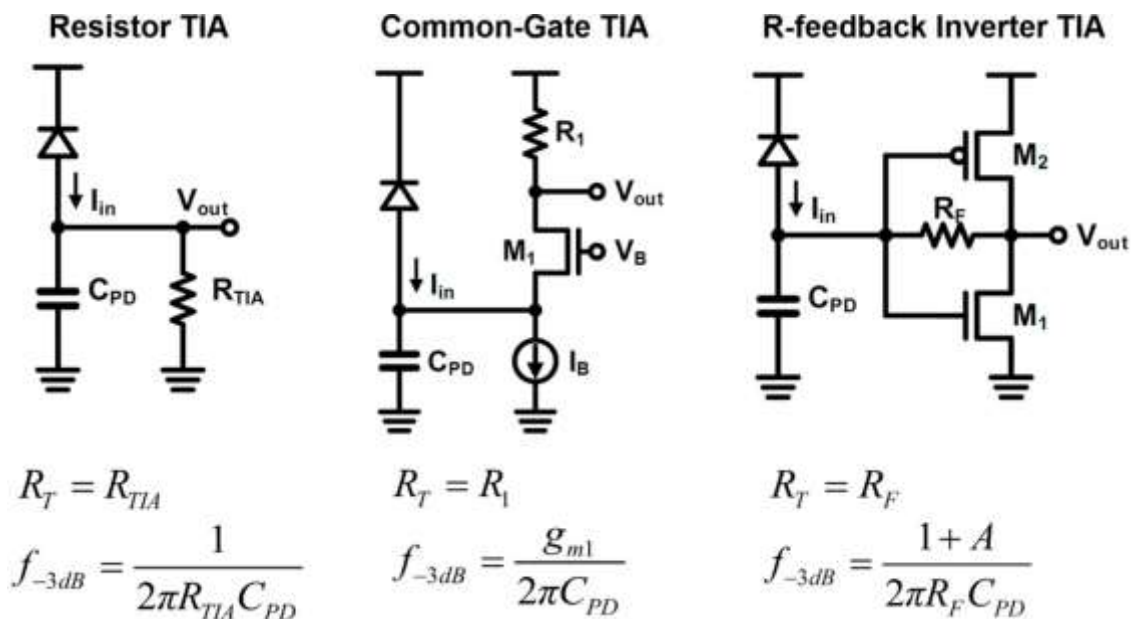 Resistor TIA
I_in
V_out
C_PD
R_TIA
R_T = R_TIA
f_-3dB = 1 / 2πR_TIA C_PD
Common-Gate TIA
R_1
V_out
M_1
V_B
I_in
C_PD
I_B
R_T = R_1
f_-3dB = g_m1 / 2πC_PD
R-feedback Inverter TIA
M_2
I_in
R_F
V_out
C_PD
M_1
R_T = R_F
f_-3dB = 1 + A / 2πR_F C_PD